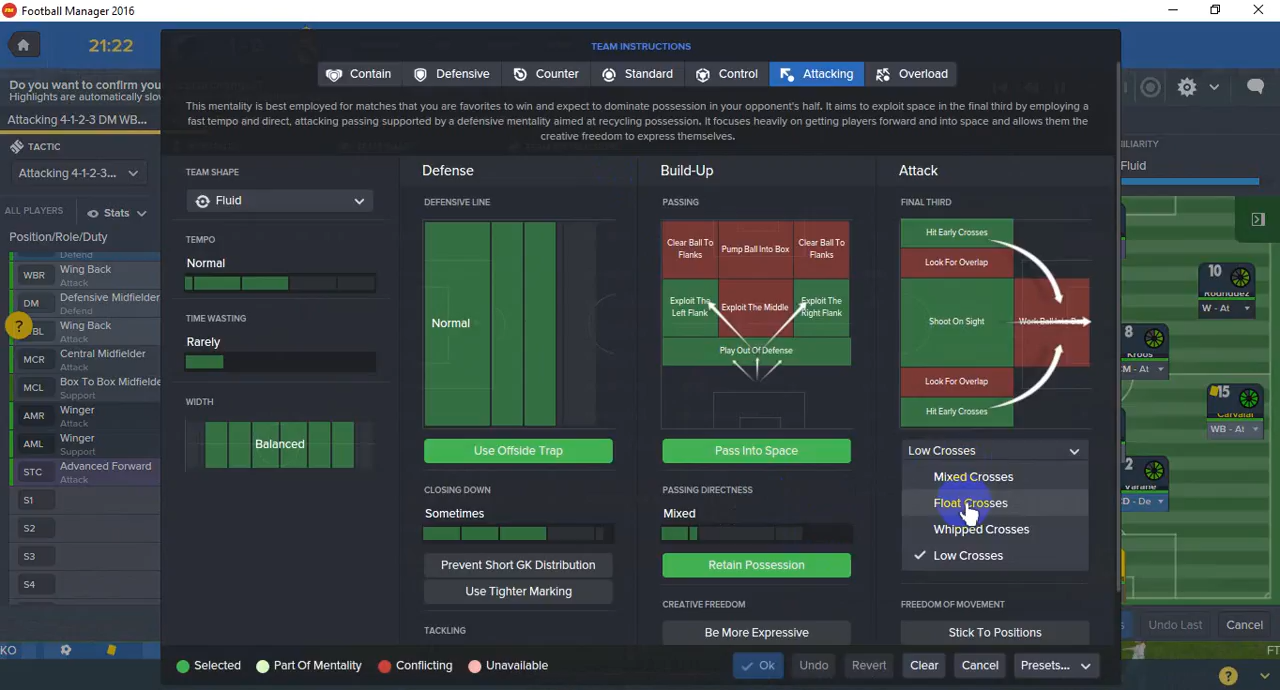 Football Manager 2016
21:22
TEAM INSTRUCTIONS
Contain
Defensive
Counter
Standard
Control
Attacking
Overload
This mentality is best employed for matches that you are favorites to win and expect to dominate possession in your opponent's half. It aims to exploit space in the final third by employing a
fast tempo and direct, attacking passing supported by a defensive mentality aimed at recycling possession. It focuses heavily on getting players forward and into space and allows them the
creative freedom to express themselves.
Do you want to confirm you
Highlights are automatically slov
Attacking 4-1-2-3 DM WB...
TACTIC
Attacking 4-1-2-3...
ALL PLAYERS
Stats
Position/Role/Duty
Defend
WBR
Wing Back
Attack
DM
Defensive Midfielder
Defend
Wing Back
Attack
MCR
Central Midfielder
Attack
MCL
Box To Box Midfielde
Support
AMR
Winger
Attack
AML
Winger
Support
STC
Advanced Forward
Attack
S1
S2
S3
S4
KO
TEAM SHAPE
Fluid
TEMPO
Normal
TIME WASTING
Rarely
WIDTH
Balanced
Defense
DEFENSIVE LINE
Normal
Use Offside Trap
CLOSING DOWN
Sometimes
Prevent Short GK Distribution
Use Tighter Marking
TACKLING
Build-Up
PASSING
Clear Ball To
Flanks
Pump Ball Into Box
Clear Ball To
Flanks
Exploit The
Left Flank
Exploit The Middle
Exploit The
Right Flank
Play Out Of Defense
Pass Into Space
PASSING DIRECTNESS
Mixed
Retain Possession
CREATIVE FREEDOM
Be More Expressive
Attack
FINAL THIRD
Hit Early Crosses
Look For Overlap
Shoot On Sight
Look For Overlap
Hit Early Crosses
Low Crosses
Mixed Crosses
Float Crosses
Whipped Crosses
Low Crosses
FREEDOM OF MOVEMENT
Stick To Positions
Selected
Part Of Mentality
Conflicting
Unavailable
Ok
Undo
Revert
Clear
Cancel
Presets...
Fluid
10
W - At
8
Kroos
CM - At
15
Carvajal
WB - At
2
Varane
CD - De
Undo Last
Cancel
FT